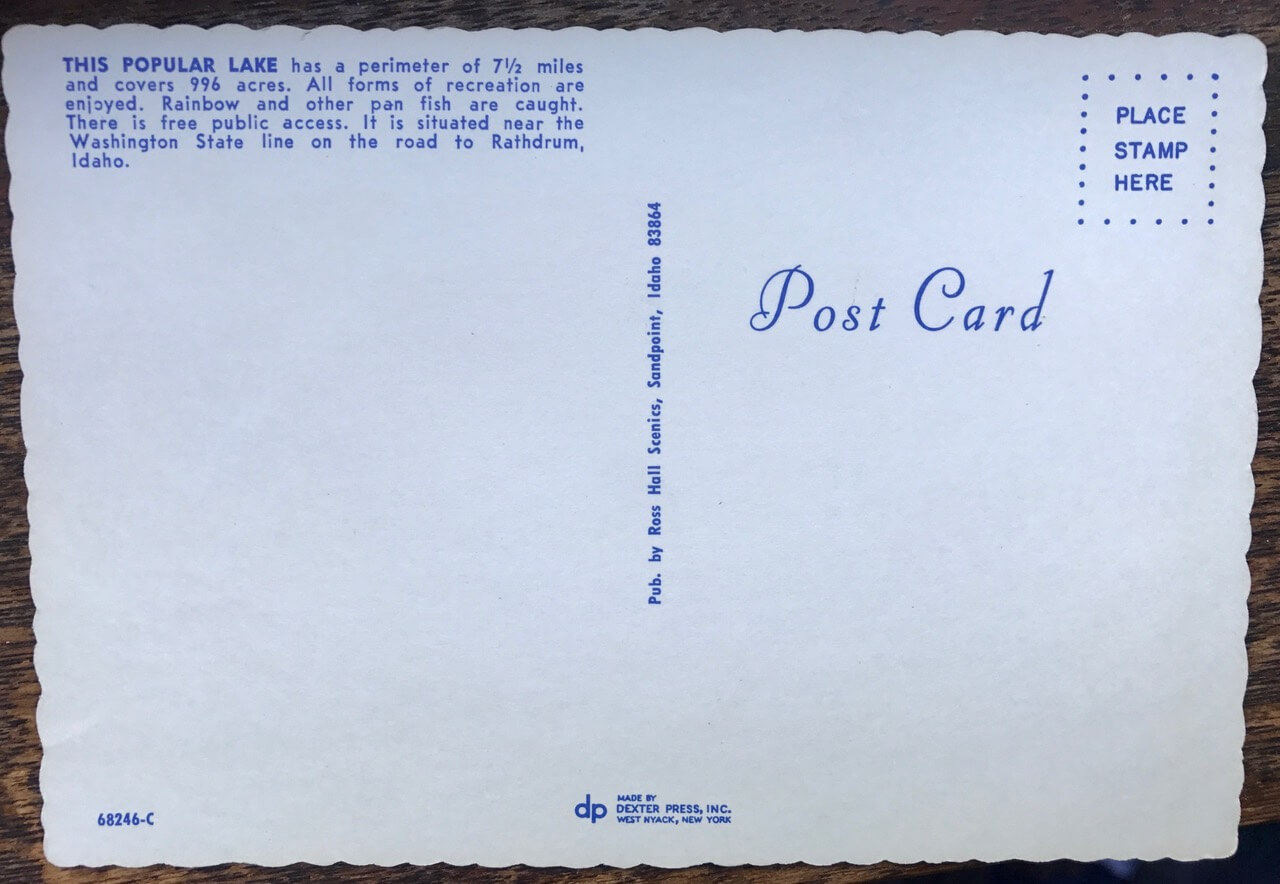 THIS POPULAR LAKE has a perimeter of 7½ miles
and covers 996 acres. All forms of recreation are
enjoyed. Rainbow and other pan fish are caught.
There is free public access. It is situated near the
Washington State line on the road to Rathdrum,
Idaho.
PLACE
STAMP
HERE
Pub. by Ross Hall Scenics, Sandpoint, Idaho 83864
Post Card
68246-C
dp
MADE BY
DEXTER PRESS, INC.
WEST NYACK, NEW YORK